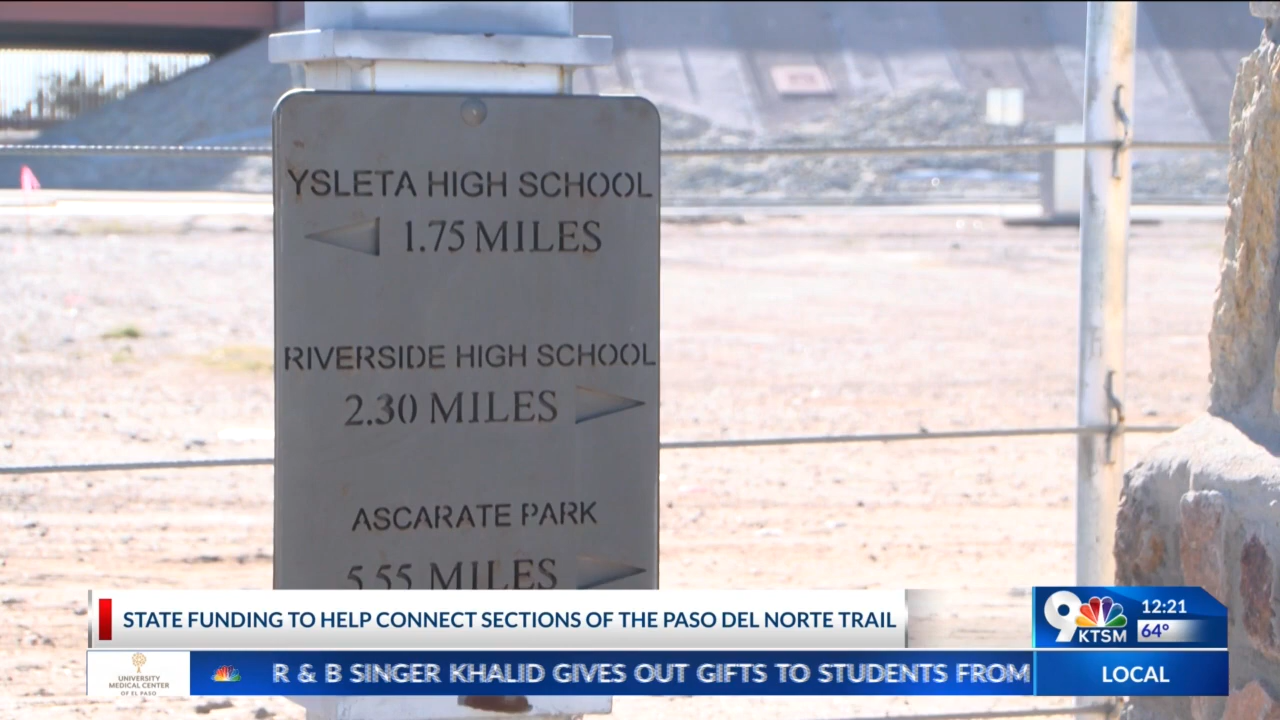 YSLETA HIGH SCHOOL
1.75 MILES
RIVERSIDE HIGH SCHOOL
2.30 MILES
ASCARATE PARK
5.55 MILES
STATE FUNDING TO HELP CONNECT SECTIONS OF THE PASO DEL NORTE TRAIL
9
KTSM
12:21
64°
UNIVERSITY
MEDICAL CENTER
OF EL PASO
R & B SINGER KHALID GIVES OUT GIFTS TO STUDENTS FROM
LOCAL